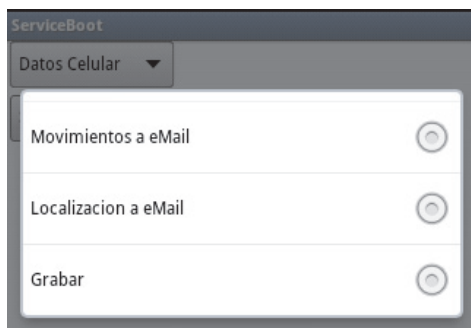 ServiceBoot
Datos Celular
Movimientos a eMail
Localizacion a eMail
Grabar